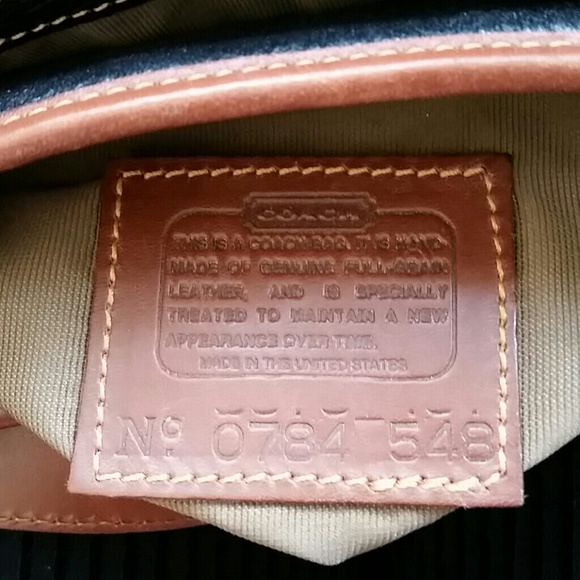 COACH
THIS IS A COACH BAG. IT IS HAND-
MADE OF GENUINE FULL-GRAIN
LEATHER, AND IS SPECIALLY
TREATED TO MAINTAIN A NEW
APPEARANCE OVER TIME.
MADE IN THE UNITED STATES
Nº 0784-548